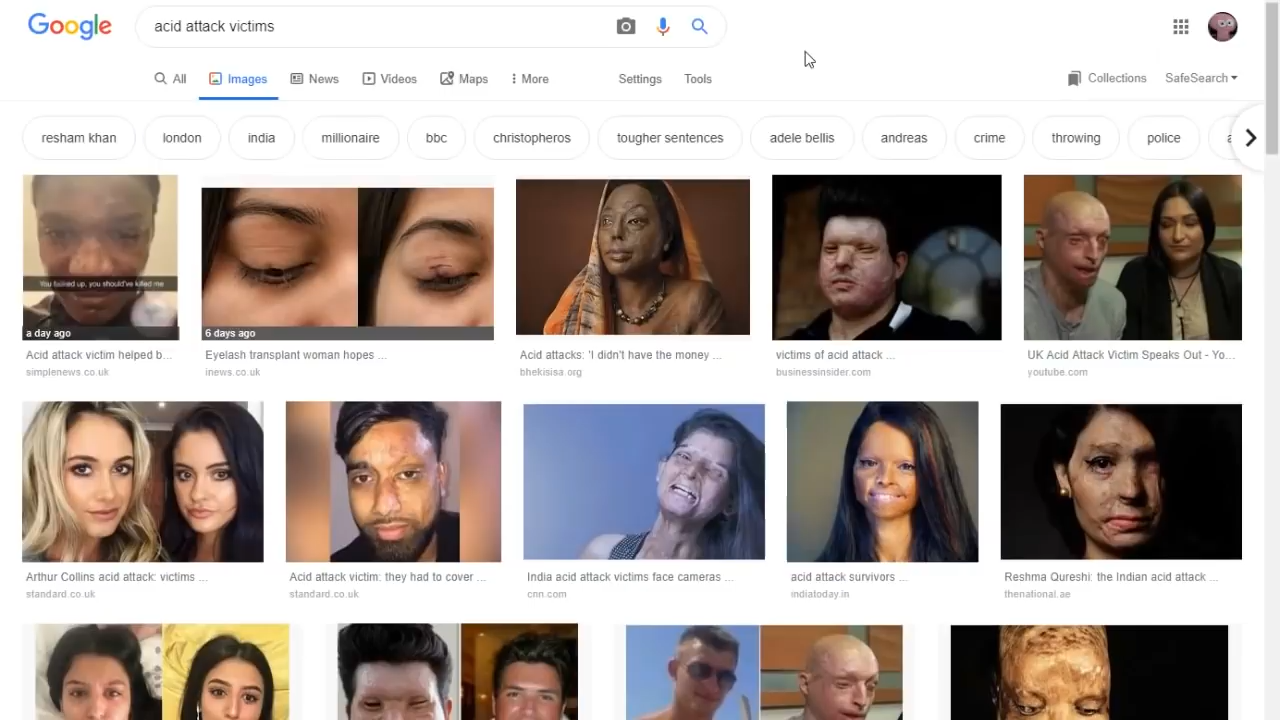 Google
acid attack victims
All Images News Videos Maps More Settings Tools Collections SafeSearch
resham khan london india millionaire bbc christopheros tougher sentences adele bellis andreas crime throwing police
You fucked up, you should've killed me
a day ago
6 days ago
Acid attack victim helped b...
simplenews.co.uk
Eyelash transplant woman hopes ...
inews.co.uk
Acid attacks: 'I didn't have the money ...
bhekisisa.org
victims of acid attack ...
businessinsider.com
UK Acid Attack Victim Speaks Out - Yo...
youtube.com
Arthur Collins acid attack: victims ...
standard.co.uk
Acid attack victim: they had to cover ...
standard.co.uk
India acid attack victims face cameras ...
cnn.com
acid attack survivors ...
indiatoday.in
Reshma Qureshi: the Indian acid attack ...
thenational.ae